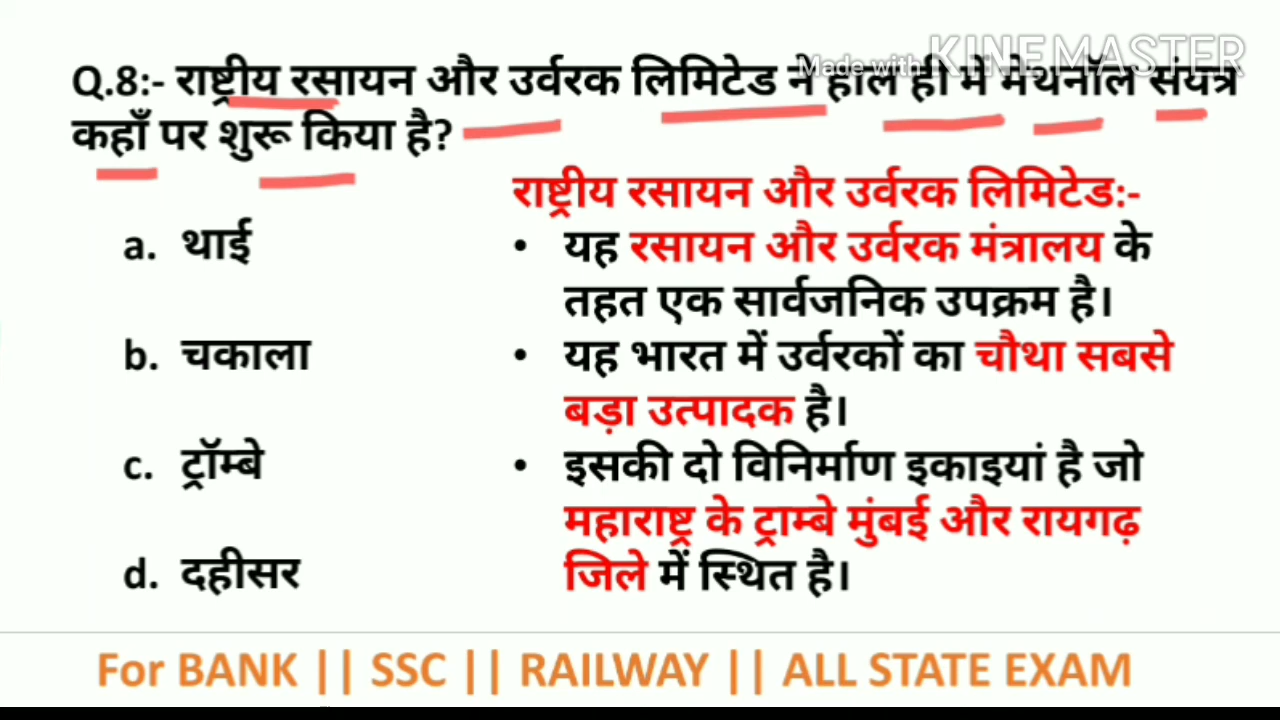 Made with KINEMASTER
Q.8:- राष्ट्रीय रसायन और उर्वरक लिमिटेड ने हाल ही में मेथनॉल संयत्र
कहाँ पर शुरू किया है?
a. थाई
b. चकाला
c. ट्रॉम्बे
d. दहीसर
राष्ट्रीय रसायन और उर्वरक लिमिटेड:-
• यह रसायन और उर्वरक मंत्रालय के
तहत एक सार्वजनिक उपक्रम है।
• यह भारत में उर्वरकों का चौथा सबसे
बड़ा उत्पादक है।
• इसकी दो विनिर्माण इकाइयां है जो
महाराष्ट्र के ट्राम्बे मुंबई और रायगढ़
जिले में स्थित है।
For BANK || SSC || RAILWAY || ALL STATE EXAM